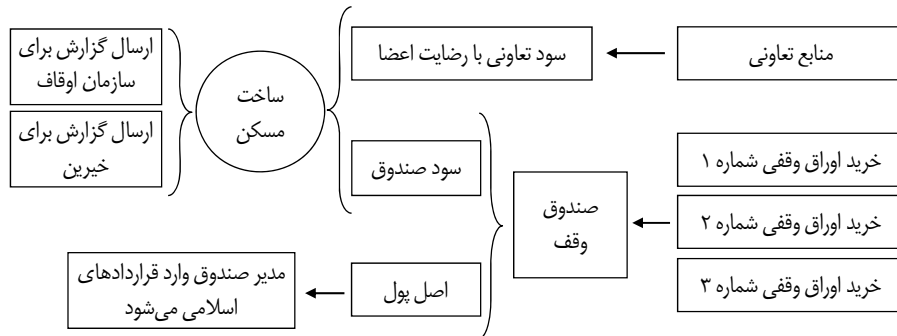 منابع تعاونی
سود تعاونی با رضایت اعضا
ساخت
مسکن
ارسال گزارش برای
سازمان اوقاف
ارسال گزارش برای
خیرین
خرید اوراق وقفی شماره ۱
خرید اوراق وقفی شماره ۲
خرید اوراق وقفی شماره ۳
صندوق
وقف
سود صندوق
اصل پول
مدیر صندوق وارد قراردادهای
اسلامی می‌شود